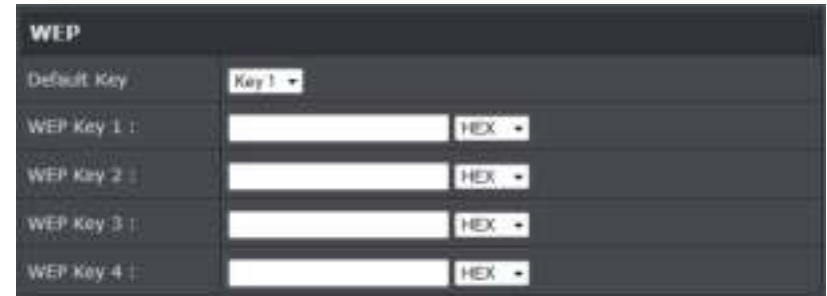 WEP
Default Key Key 1
WEP Key 1 : HEX
WEP Key 2 : HEX
WEP Key 3 : HEX
WEP Key 4 : HEX